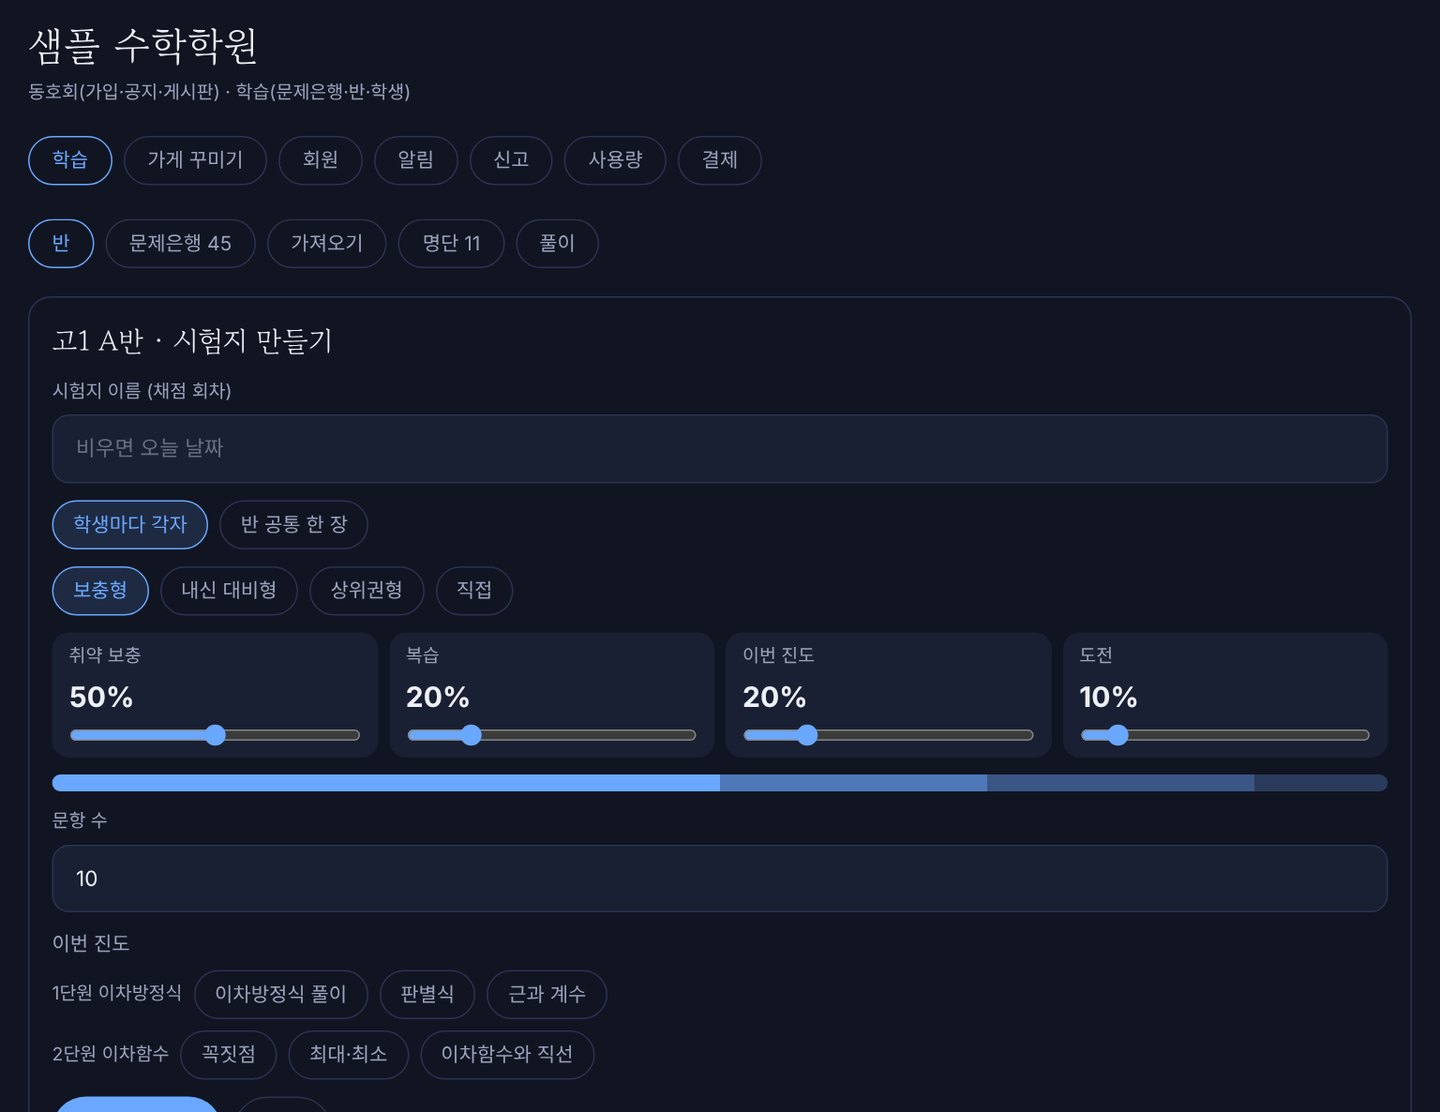 샘플 수학학원
동호회(가입·공지·게시판) · 학습(문제은행·반·학생)
학습 가게 꾸미기 회원 알림 신고 사용량 결제
반 문제은행 45 가져오기 명단 11 풀이
고1 A반 · 시험지 만들기
시험지 이름 (채점 회차)
비우면 오늘 날짜
학생마다 각자 반 공통 한 장
보충형 내신 대비형 상위권형 직접
취약 보충 복습 이번 진도 도전
50% 20% 20% 10%
문항 수
10
이번 진도
1단원 이차방정식 이차방정식 풀이 판별식 근과 계수
2단원 이차함수 꼭짓점 최대·최소 이차함수와 직선